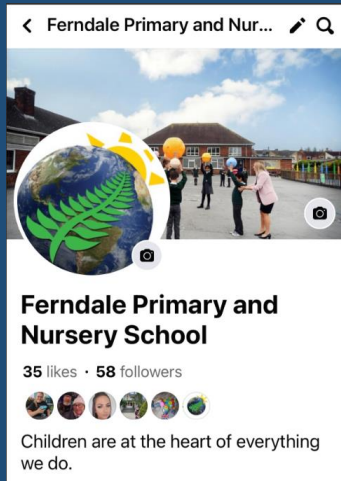 Ferndale Primary and Nur...
Ferndale Primary and
Nursery School
35 likes · 58 followers
Children are at the heart of everything
we do.